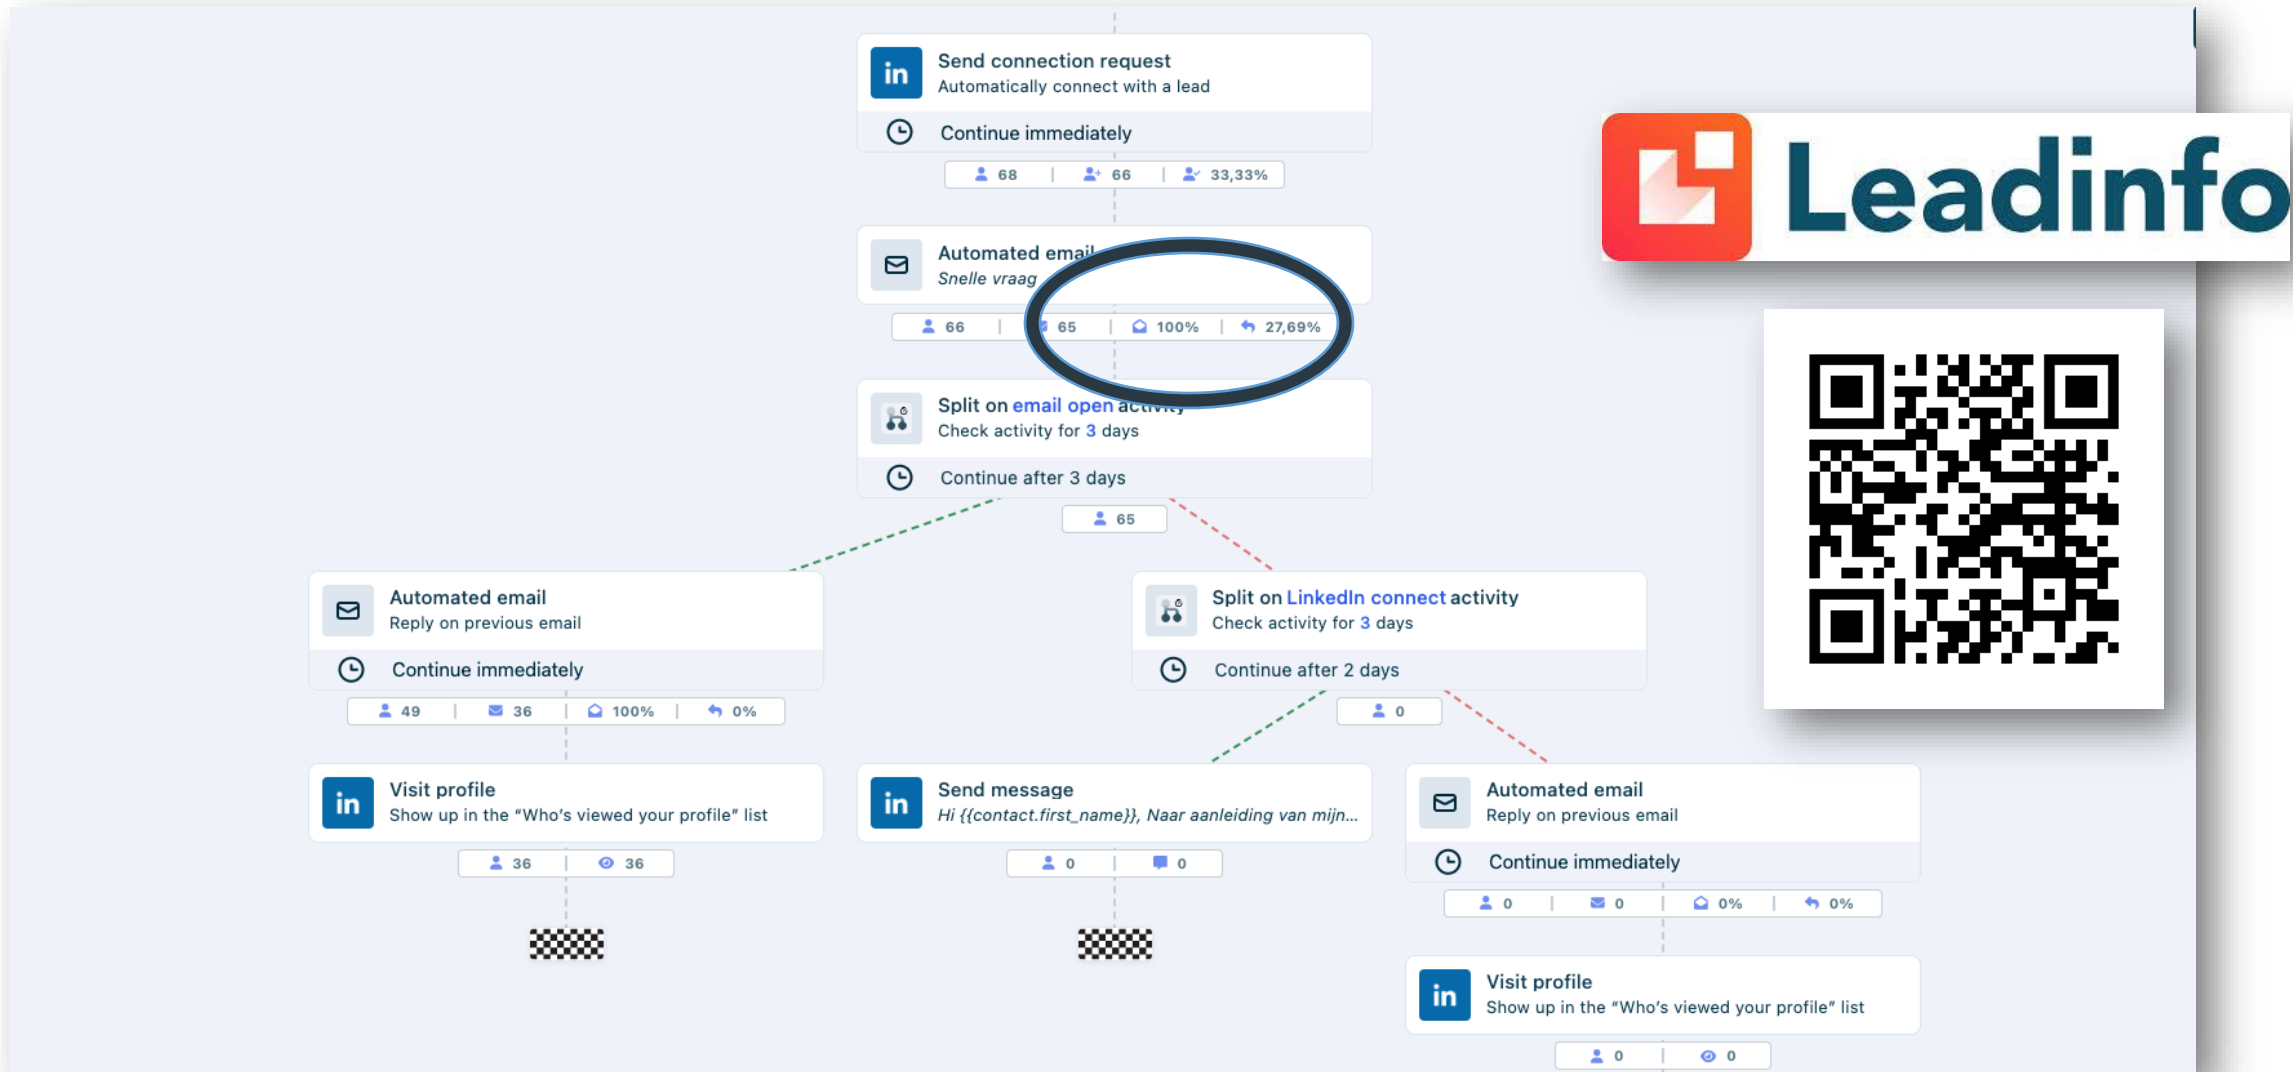 Send connection request
Automatically connect with a lead
Continue immediately
68 | 66 | 33,33%
Leadinfo
Automated email
Snelle vraag
66 | 65 | 100% | 27,69%
Split on email open activity
Check activity for 3 days
Continue after 3 days
65
Automated email
Reply on previous email
Continue immediately
49 | 36 | 100% | 0%
Split on LinkedIn connect activity
Check activity for 3 days
Continue after 2 days
0
in Visit profile
Show up in the “Who’s viewed your profile” list
36 | 36
in Send message
Hi {{contact.first_name}}, Naar aanleiding van mijn...
0 | 0
Automated email
Reply on previous email
Continue immediately
0 | 0 | 0% | 0%
in Visit profile
Show up in the “Who’s viewed your profile” list
0 | 0